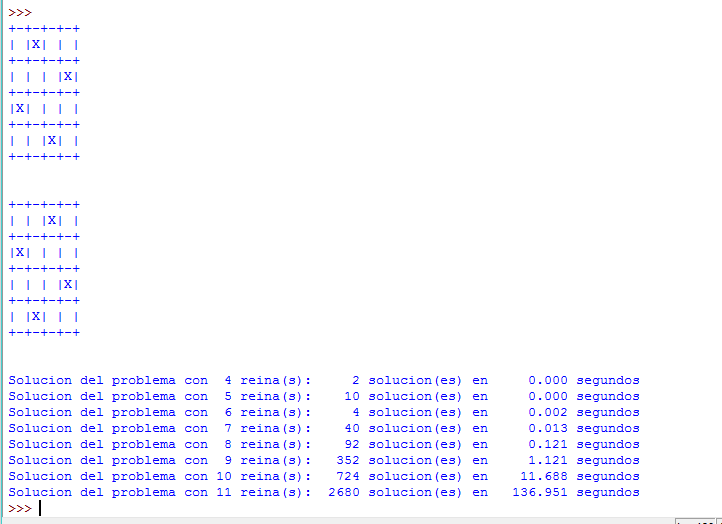 >>>
+-+-+-+-+
| |X| | |
+-+-+-+-+
| | | |X|
+-+-+-+-+
|X| | | |
+-+-+-+-+
| | |X| |
+-+-+-+-+
+-+-+-+-+
| | |X| |
+-+-+-+-+
|X| | | |
+-+-+-+-+
| | | |X|
+-+-+-+-+
| |X| | |
+-+-+-+-+
Solucion del problema con  4 reina(s):     2 solucion(es) en     0.000 segundos
Solucion del problema con  5 reina(s):    10 solucion(es) en     0.000 segundos
Solucion del problema con  6 reina(s):     4 solucion(es) en     0.002 segundos
Solucion del problema con  7 reina(s):    40 solucion(es) en     0.013 segundos
Solucion del problema con  8 reina(s):    92 solucion(es) en     0.121 segundos
Solucion del problema con  9 reina(s):   352 solucion(es) en     1.121 segundos
Solucion del problema con 10 reina(s):   724 solucion(es) en    11.688 segundos
Solucion del problema con 11 reina(s):  2680 solucion(es) en   136.951 segundos
>>>